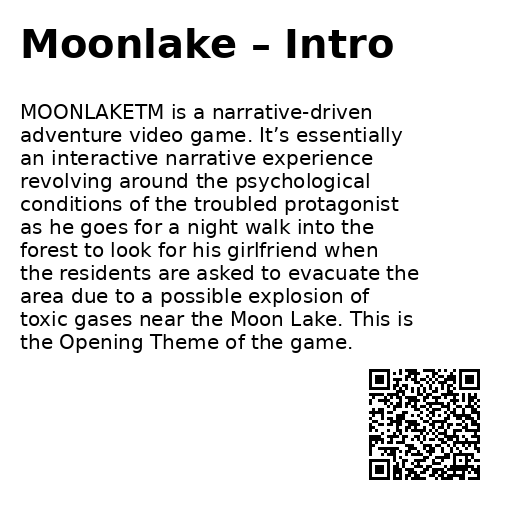 Moonlake – Intro
MOONLAKETM is a narrative-driven
adventure video game. It’s essentially
an interactive narrative experience
revolving around the psychological
conditions of the troubled protagonist
as he goes for a night walk into the
forest to look for his girlfriend when
the residents are asked to evacuate the
area due to a possible explosion of
toxic gases near the Moon Lake. This is
the Opening Theme of the game.